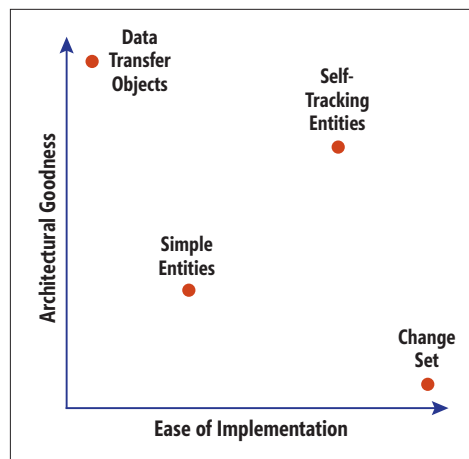 Data
Transfer
Objects
Self-
Tracking
Entities
Architectural Goodness
Simple
Entities
Change
Set
Ease of Implementation